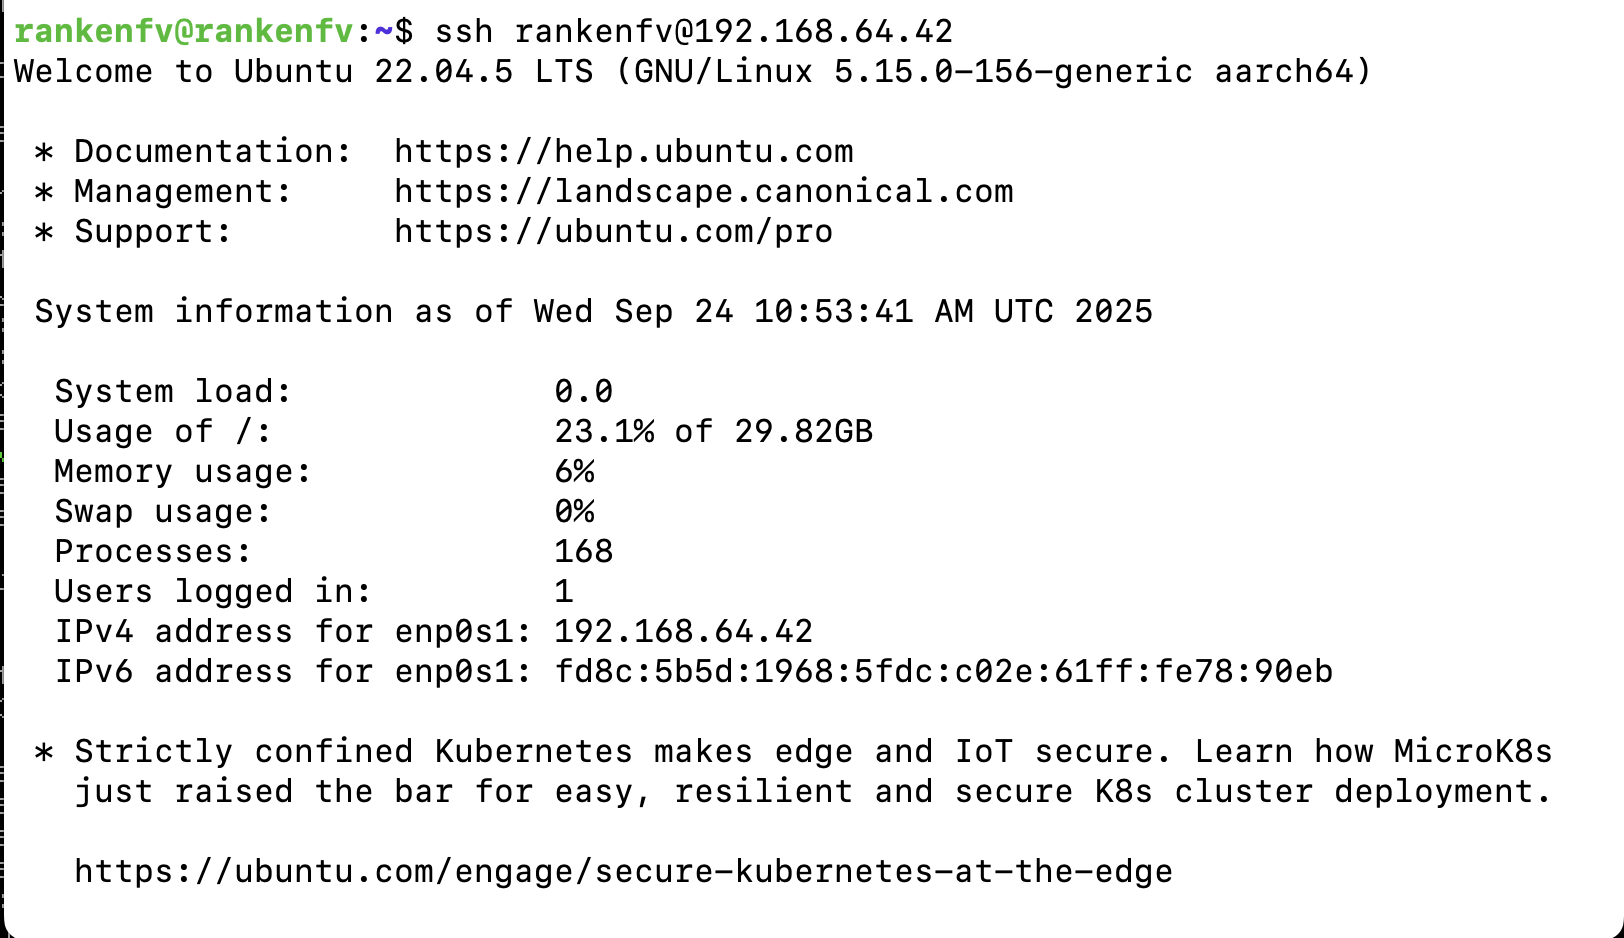 rankenfv@rankenfv:~$ ssh rankenfv@192.168.64.42
Welcome to Ubuntu 22.04.5 LTS (GNU/Linux 5.15.0-156-generic aarch64)

 * Documentation:  https://help.ubuntu.com
 * Management:     https://landscape.canonical.com
 * Support:        https://ubuntu.com/pro

 System information as of Wed Sep 24 10:53:41 AM UTC 2025

  System load:             0.0
  Usage of /:              23.1% of 29.82GB
  Memory usage:            6%
  Swap usage:              0%
  Processes:               168
  Users logged in:         1
  IPv4 address for enp0s1: 192.168.64.42
  IPv6 address for enp0s1: fd8c:5b5d:1968:5fdc:c02e:61ff:fe78:90eb

 * Strictly confined Kubernetes makes edge and IoT secure. Learn how MicroK8s
   just raised the bar for easy, resilient and secure K8s cluster deployment.

   https://ubuntu.com/engage/secure-kubernetes-at-the-edge